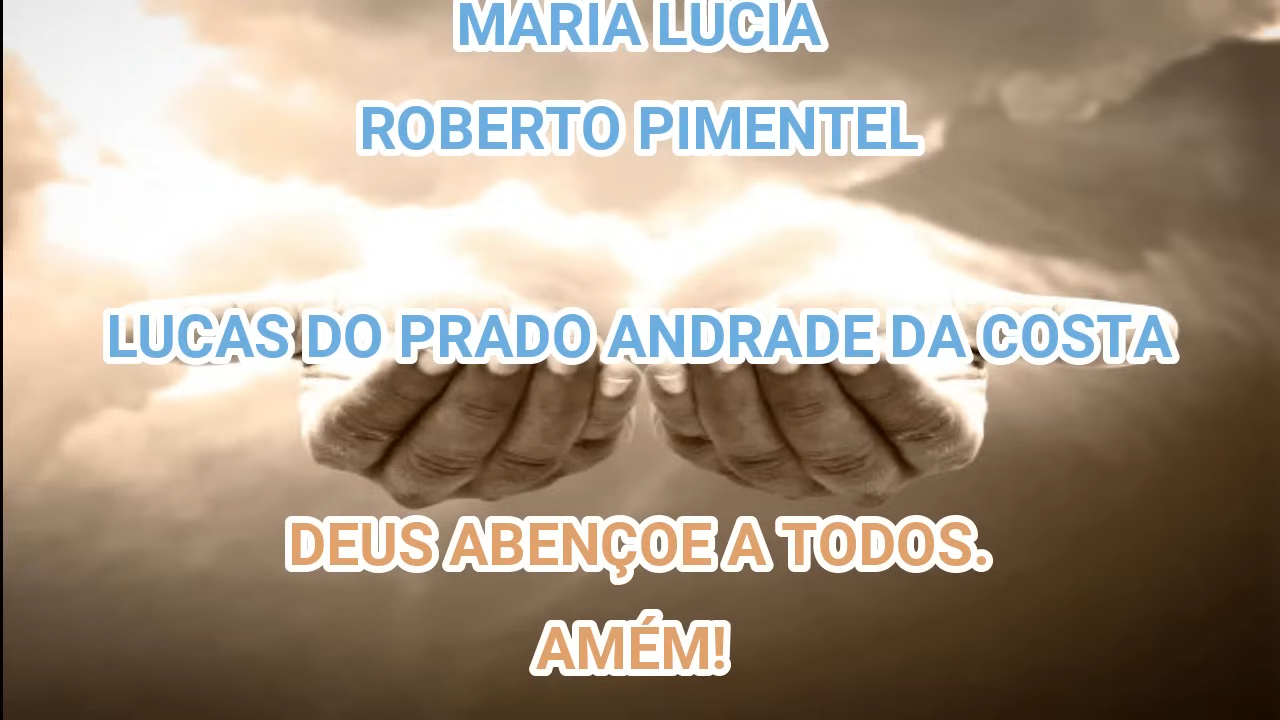 MARIA LUCIA
ROBERTO PIMENTEL
LUCAS DO PRADO ANDRADE DA COSTA
DEUS ABENÇOE A TODOS.
AMÉM!